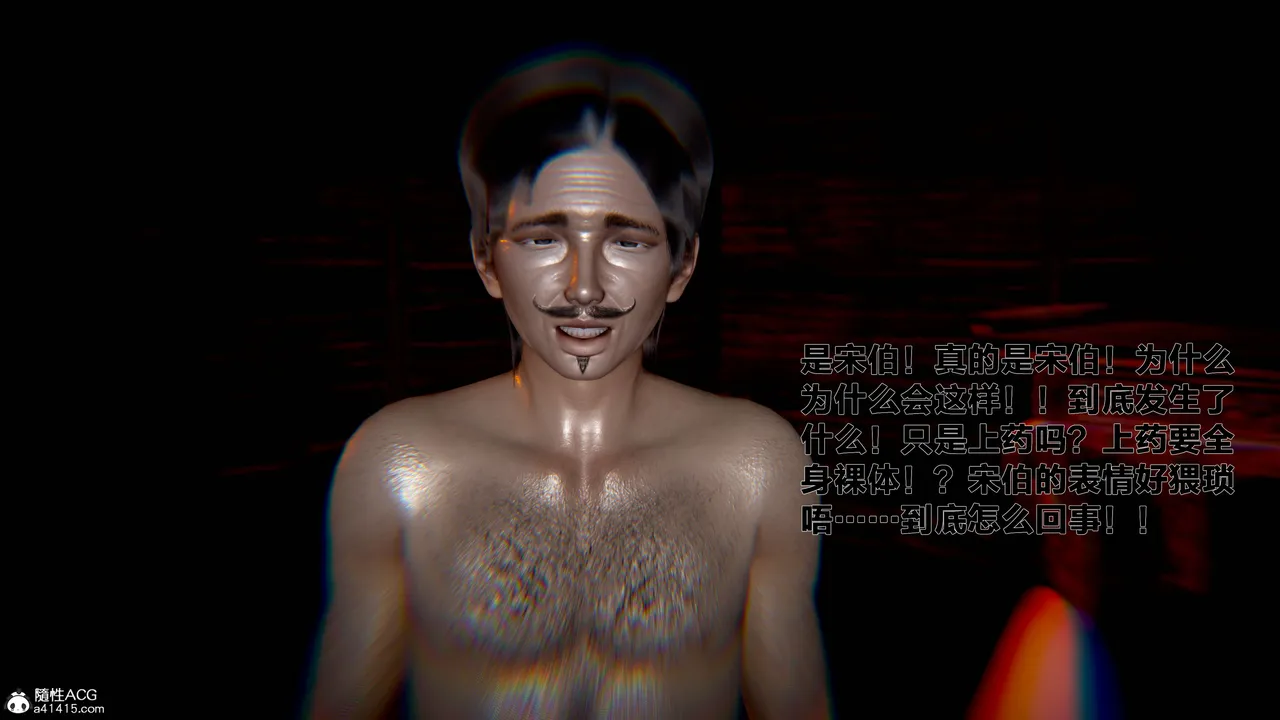 是宋伯！真的是宋伯！为什么
为什么会这样！！到底发生了
什么！只是上药吗？上药要全
身裸体！？宋伯的表情好猥琐
唔……到底怎么回事！！
隨性ACG
a41415.com